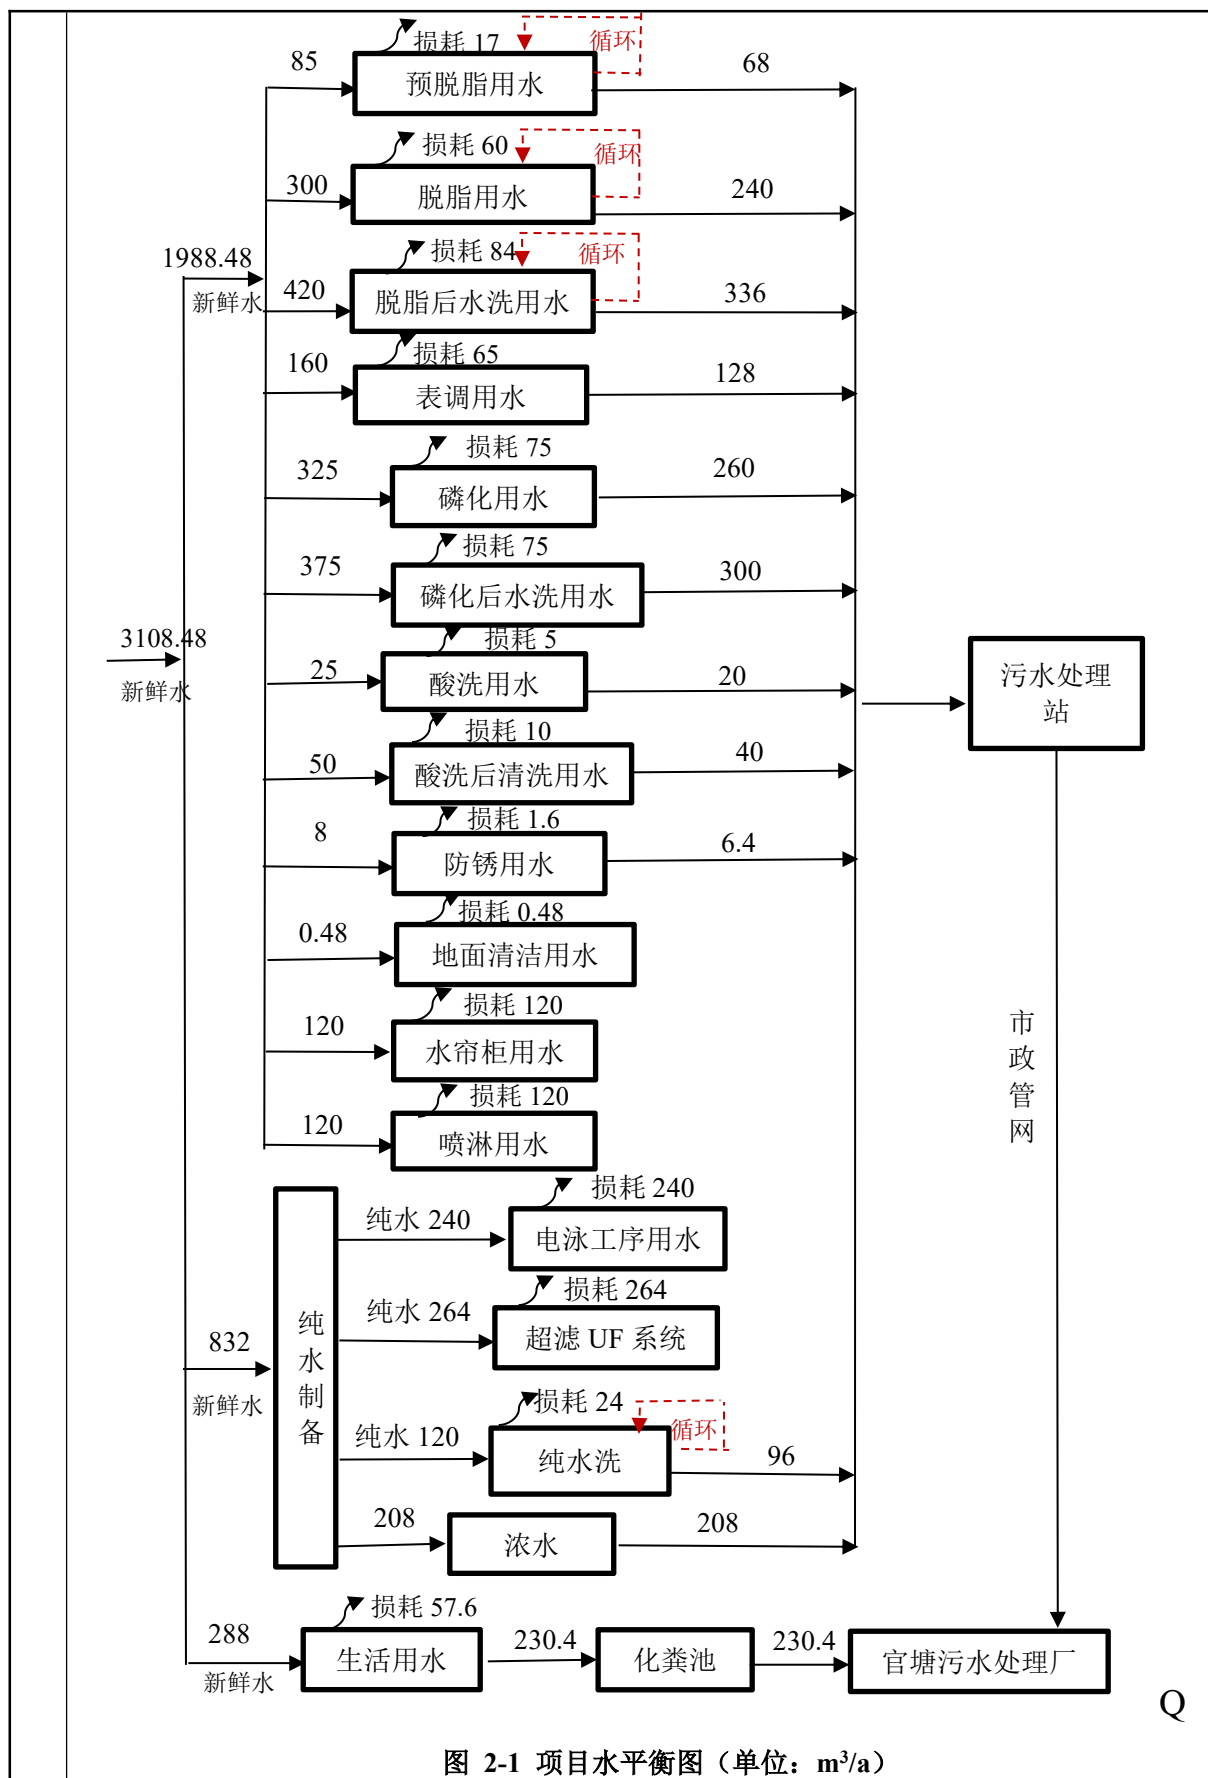 损耗 17
循环
85
预脱脂用水
68
损耗 60
循环
300
脱脂用水
240
1988.48
新鲜水
损耗 84
循环
420
脱脂后水洗用水
336
损耗 65
160
表调用水
128
损耗 75
325
磷化用水
260
损耗 75
375
磷化后水洗用水
300
3108.48
新鲜水
损耗 5
25
酸洗用水
20
污水处理
站
损耗 10
50
酸洗后清洗用水
40
损耗 1.6
8
防锈用水
6.4
损耗 0.48
0.48
地面清洁用水
损耗 120
120
水帘柜用水
市政管网
损耗 120
120
喷淋用水
损耗 240
纯水 240
电泳工序用水
损耗 264
纯水 264
超滤 UF 系统
832
新鲜水
纯水制备
损耗 24
循环
纯水 120
纯水洗
96
208
浓水
208
损耗 57.6
288
新鲜水
生活用水
230.4
化粪池
230.4
官塘污水处理厂
Q
图 2-1 项目水平衡图（单位：m³/a）